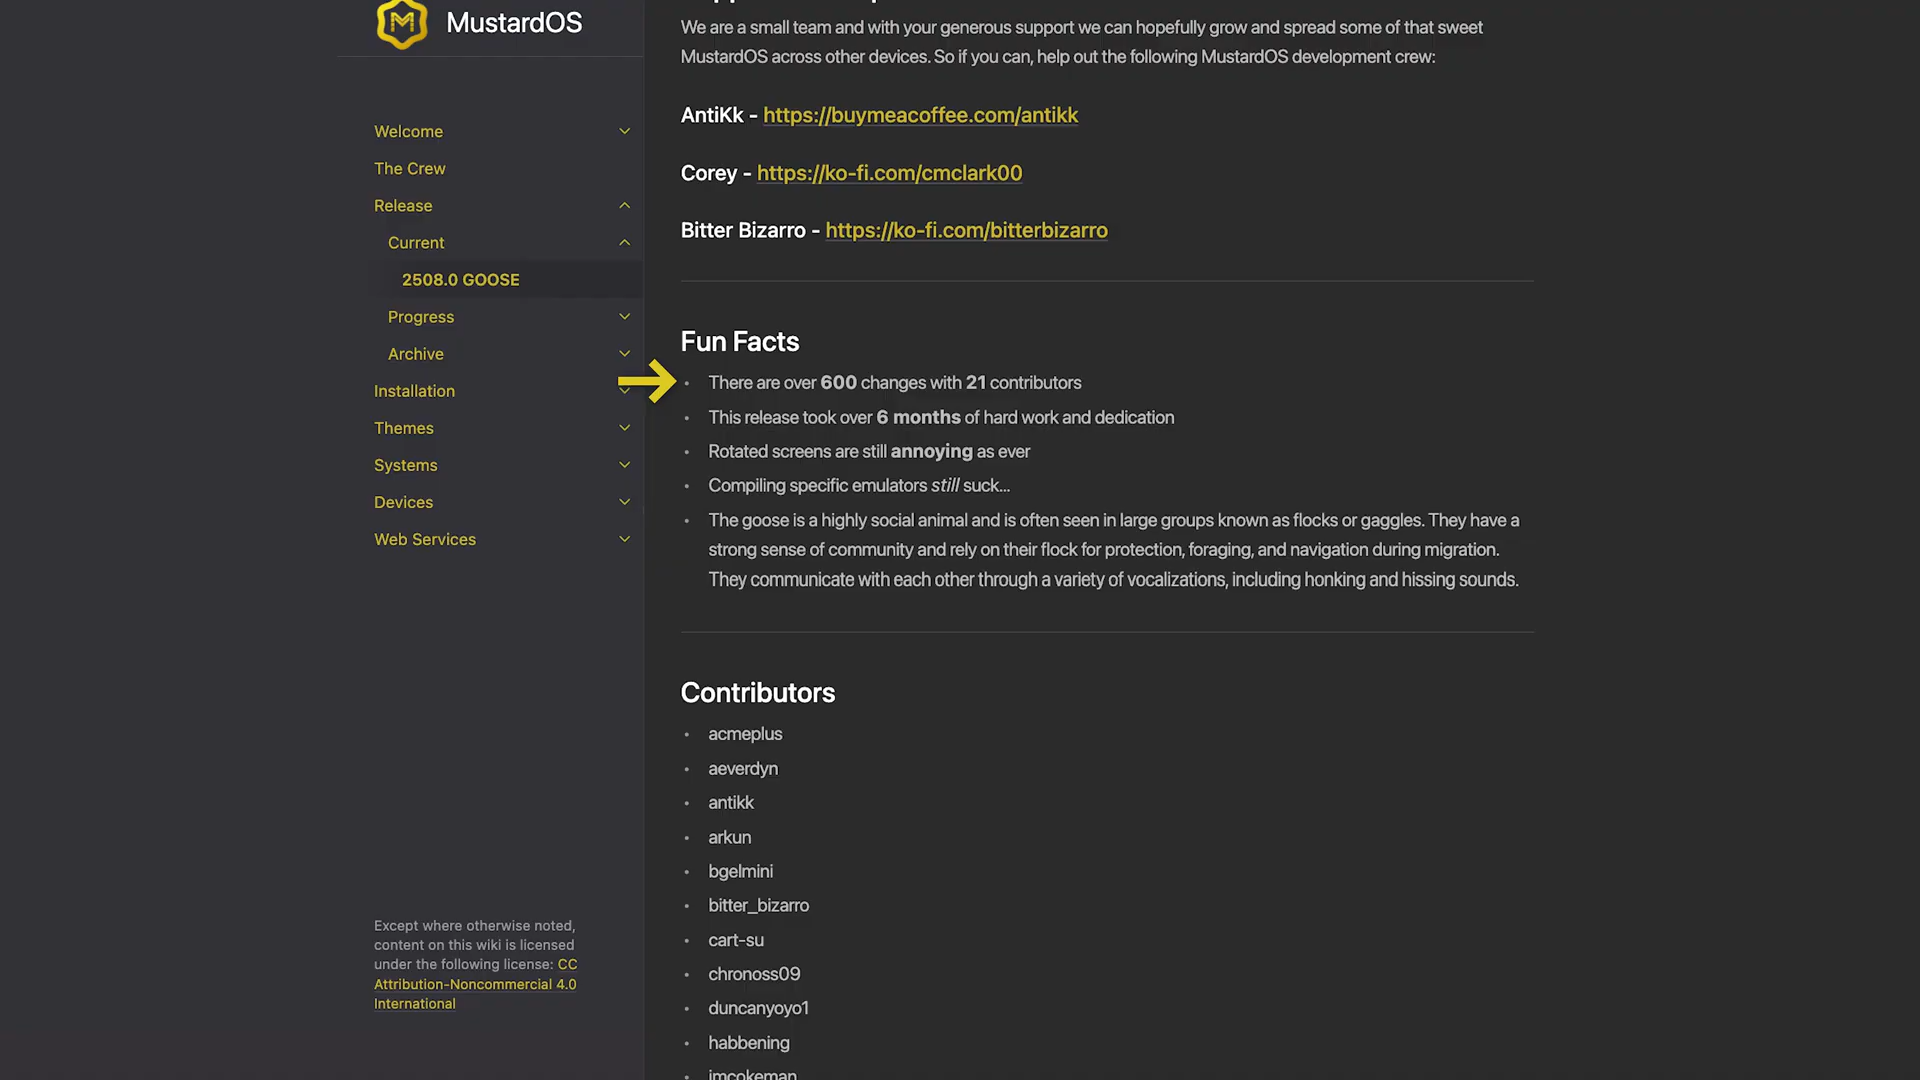 MustardOS
Welcome
The Crew
Release
Current
2508.0 GOOSE
Progress
Archive
Installation
Themes
Systems
Devices
Web Services
Except where otherwise noted,
content on this wiki is licensed
under the following license: CC
Attribution-Noncommercial 4.0
International
We are a small team and with your generous support we can hopefully grow and spread some of that sweet
MustardOS across other devices. So if you can, help out the following MustardOS development crew:
AntiKk - https://buymeacoffee.com/antikk
Corey - https://ko-fi.com/cmclark00
Bitter Bizarro - https://ko-fi.com/bitterbizarro
Fun Facts
• There are over 600 changes with 21 contributors
• This release took over 6 months of hard work and dedication
• Rotated screens are still annoying as ever
• Compiling specific emulators still suck...
• The goose is a highly social animal and is often seen in large groups known as flocks or gaggles. They have a
strong sense of community and rely on their flock for protection, foraging, and navigation during migration.
They communicate with each other through a variety of vocalizations, including honking and hissing sounds.
Contributors
• acmeplus
• aeverdyn
• antikk
• arkun
• bgelmini
• bitter_bizarro
• cart-su
• chronoss09
• duncanyoyo1
• habbening
• imcokeman